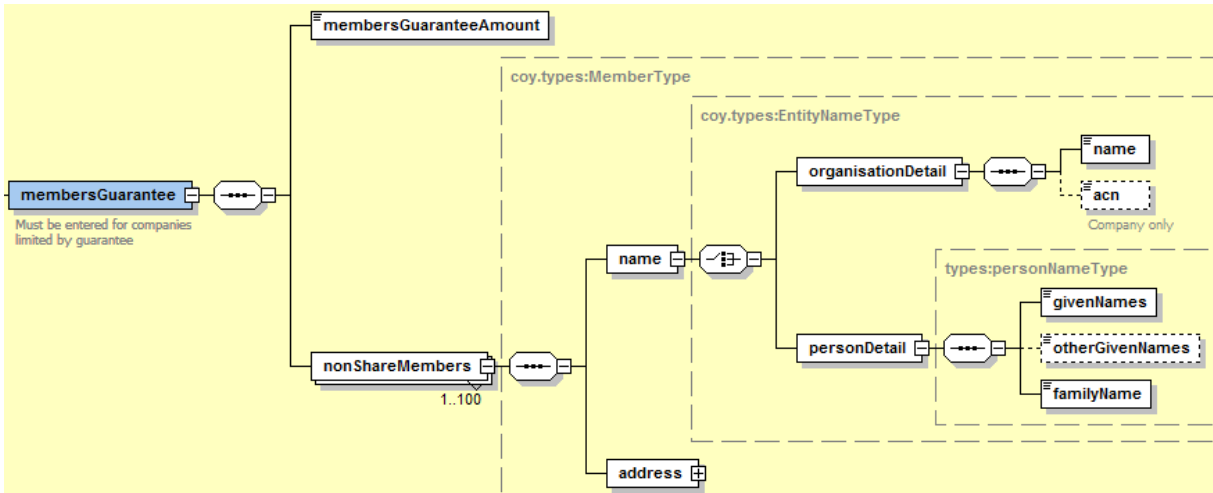 membersGuaranteeAmount
coy.types:MemberType
coy.types:EntityNameType
name
organisationDetail
acn
membersGuarantee
Company only
Must be entered for companies
limited by guarantee
name
types:personNameType
givenNames
personDetail
otherGivenNames
nonShareMembers
familyName
1..100
address